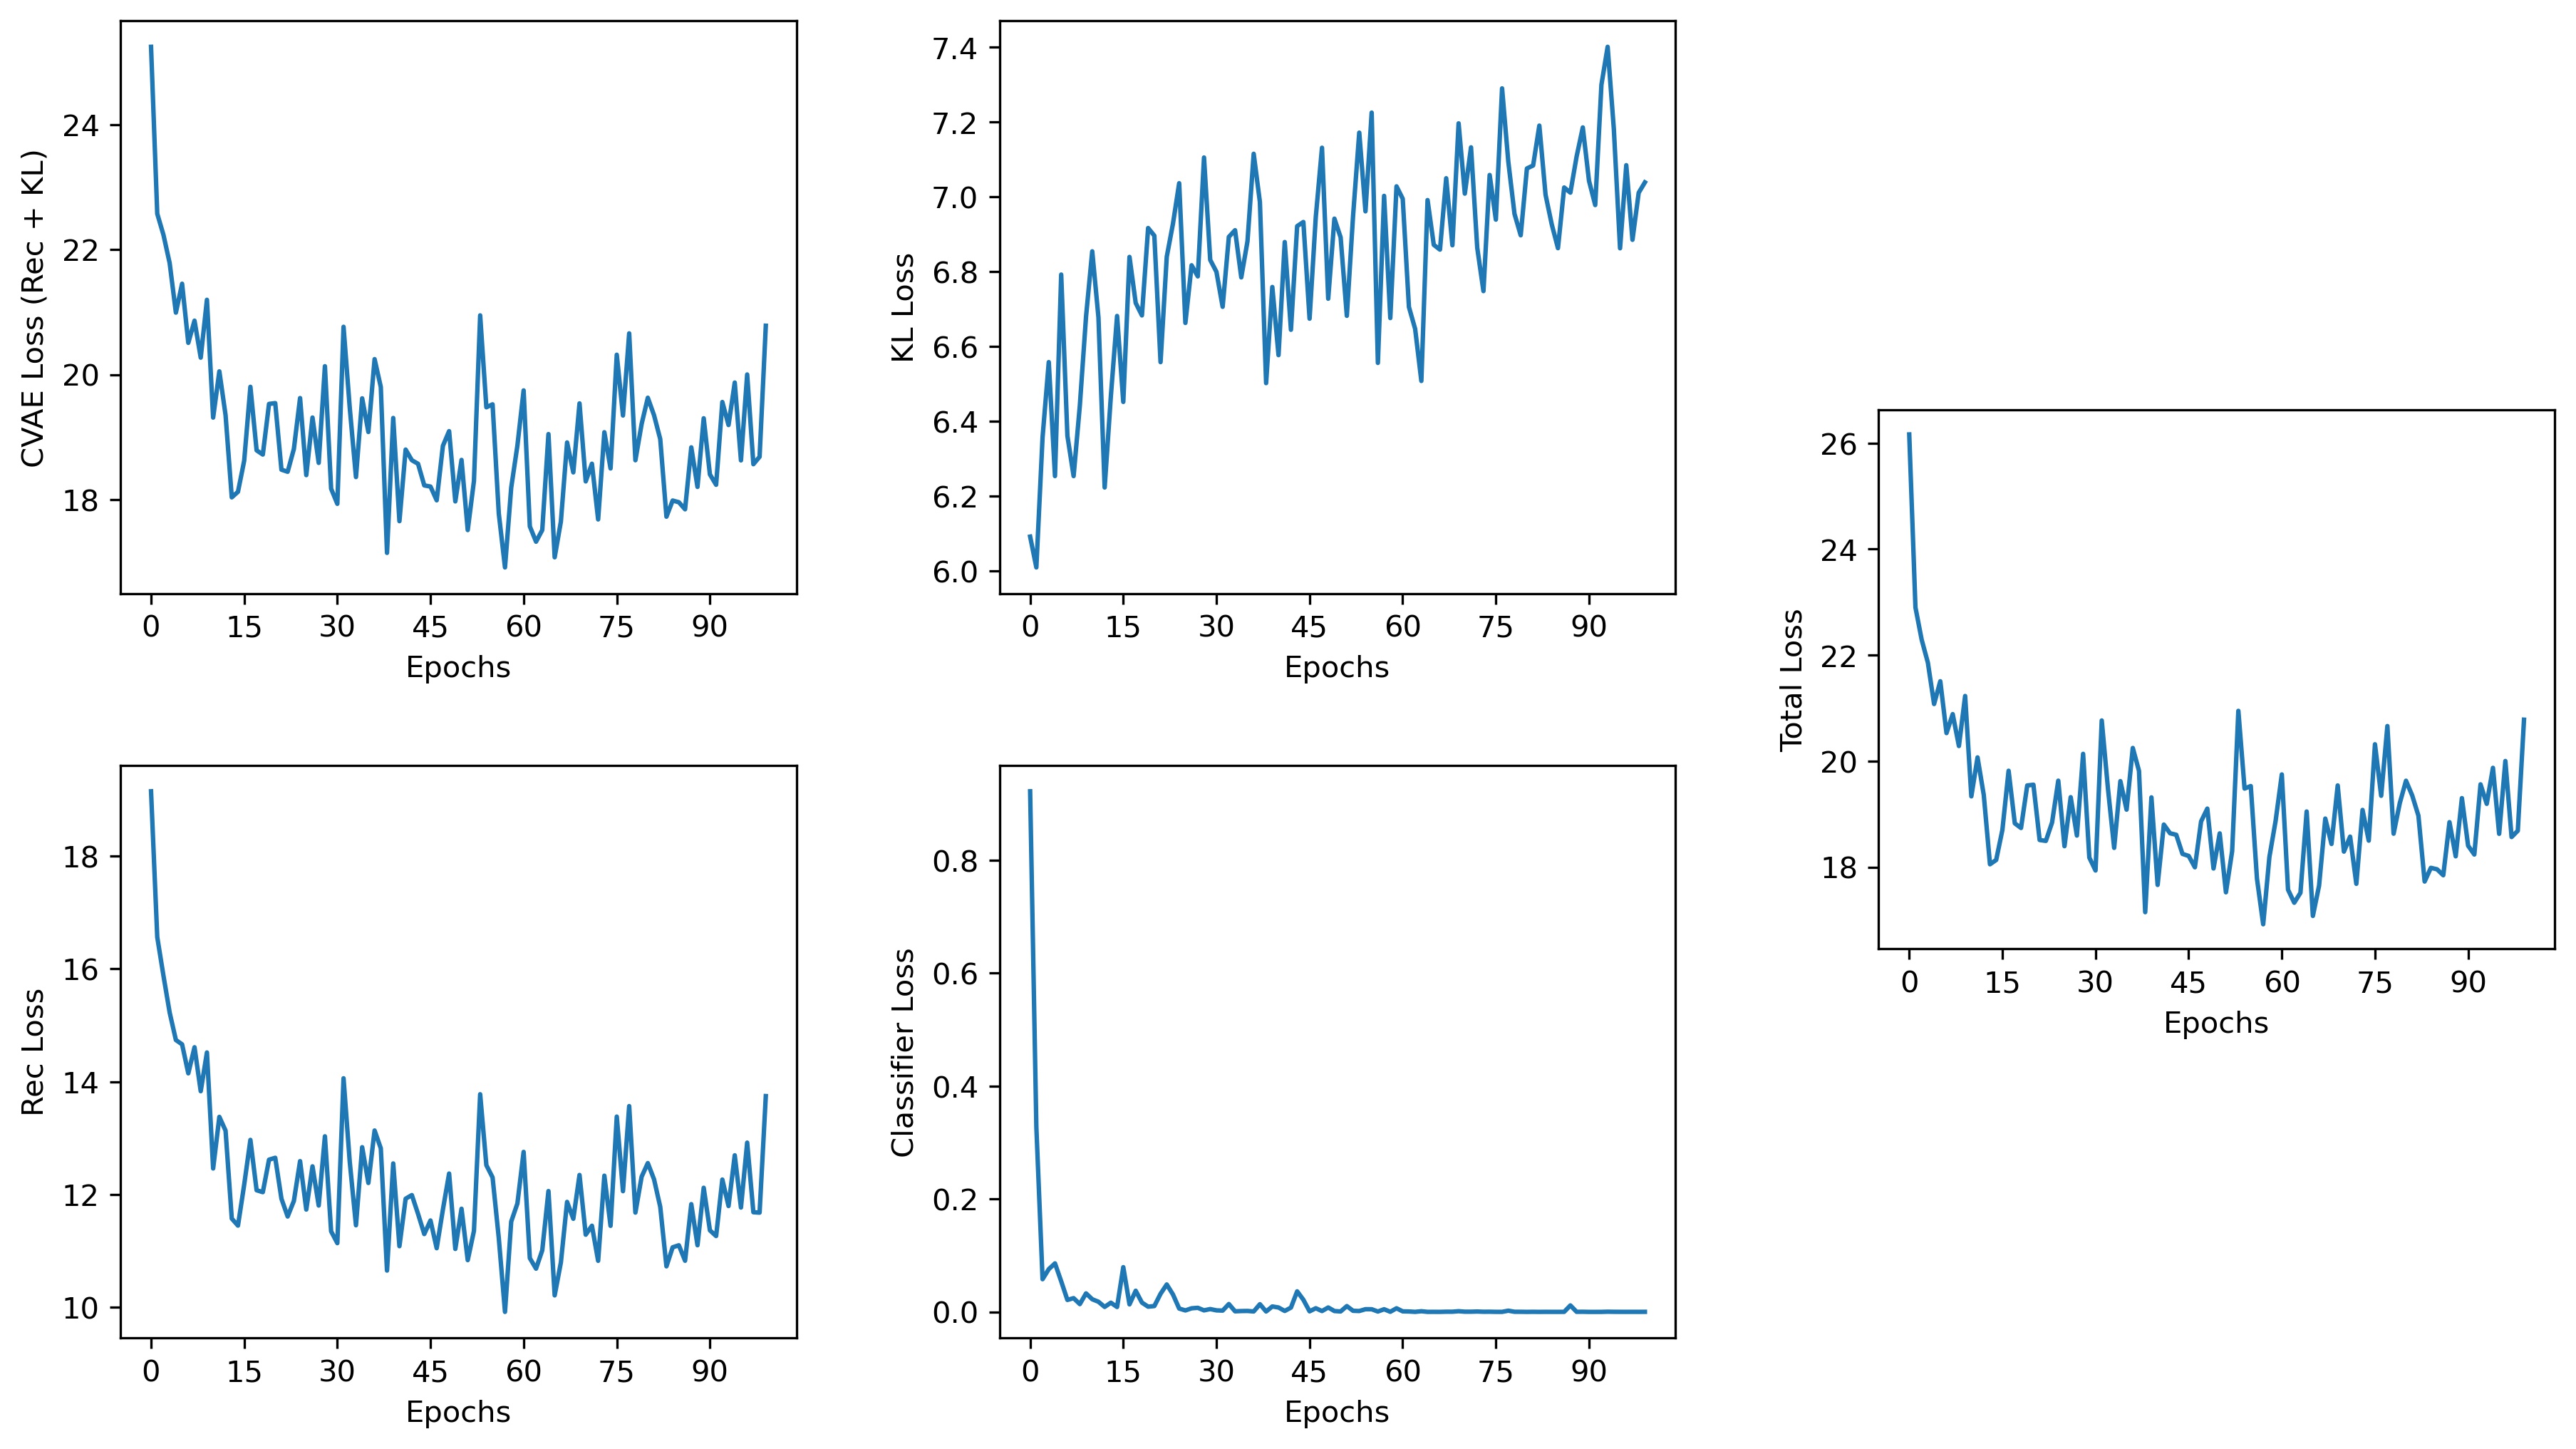 CVAE Loss (Rec + KL)
24
22
20
18
0 15 30 45 60 75 90
Epochs
KL Loss
7.4
7.2
7.0
6.8
6.6
6.4
6.2
6.0
0 15 30 45 60 75 90
Epochs
Rec Loss
18
16
14
12
10
0 15 30 45 60 75 90
Epochs
Classifier Loss
0.8
0.6
0.4
0.2
0.0
0 15 30 45 60 75 90
Epochs
Total Loss
26
24
22
20
18
0 15 30 45 60 75 90
Epochs